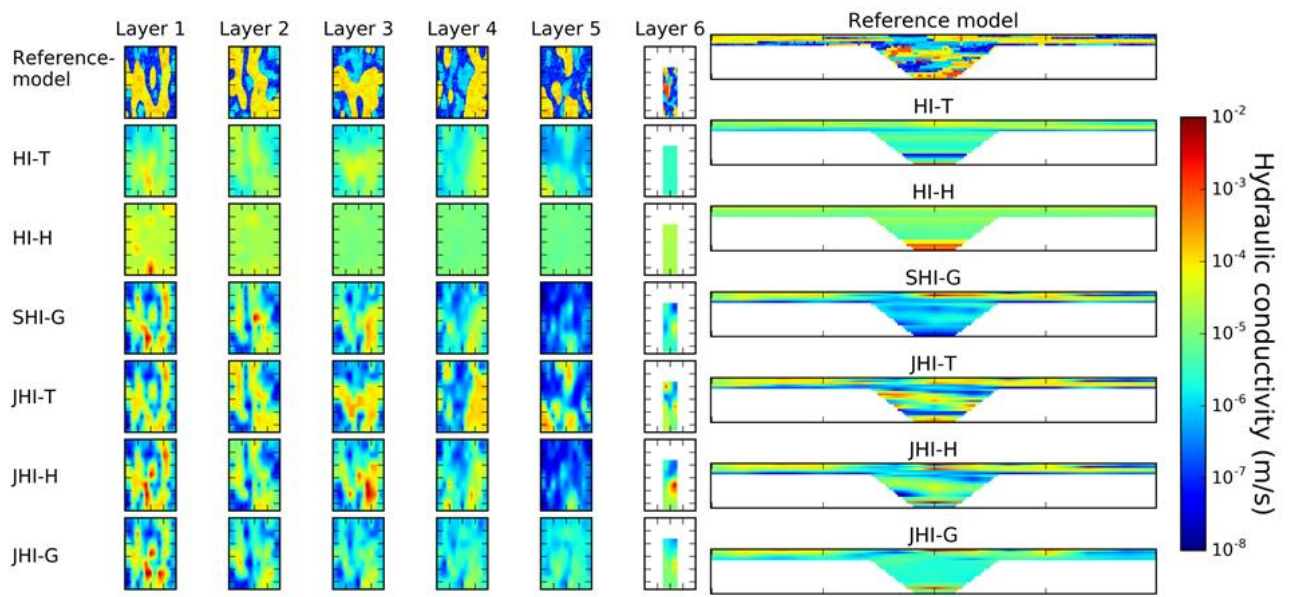 Layer 1 Layer 2 Layer 3 Layer 4 Layer 5 Layer 6
Reference-
model
HI-T
HI-H
SHI-G
JHI-T
JHI-H
JHI-G
Reference model
HI-T
HI-H
SHI-G
JHI-T
JHI-H
JHI-G
10⁻²
10⁻³
10⁻⁴
10⁻⁵
10⁻⁶
10⁻⁷
10⁻⁸
Hydraulic conductivity (m/s)